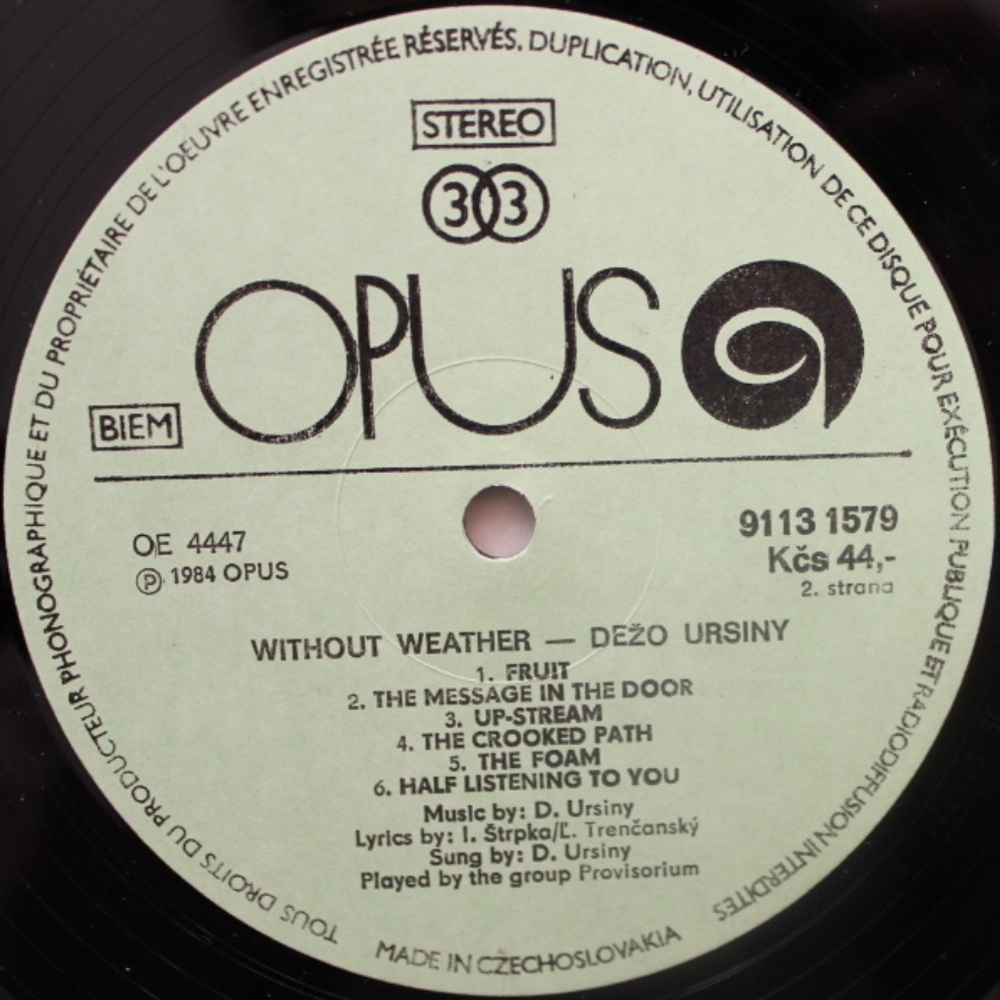 TOUS DROITS DU PRODUCTEUR PHONOGRAPHIQUE ET DU PROPRIÉTAIRE DE L'OEUVRE ENREGISTRÉE RÉSERVÉS. DUPLICATION, UTILISATION DE CE DISQUE POUR EXÉCUTION PUBLIQUE ET RADIODIFFUSION INTERDITES
STEREO
33
OPUS
BIEM
OE 4447
Ⓟ 1984 OPUS
9113 1579
Kčs 44,-
2. strana
WITHOUT WEATHER — DEŽO URSINY
1. FRUIT
2. THE MESSAGE IN THE DOOR
3. UP-STREAM
4. THE CROOKED PATH
5. THE FOAM
6. HALF LISTENING TO YOU
Music by: D. Ursiny
Lyrics by: I. Štrpka/Ľ. Trenčanský
Sung by: D. Ursiny
Played by the group Provisorium
MADE IN CZECHOSLOVAKIA